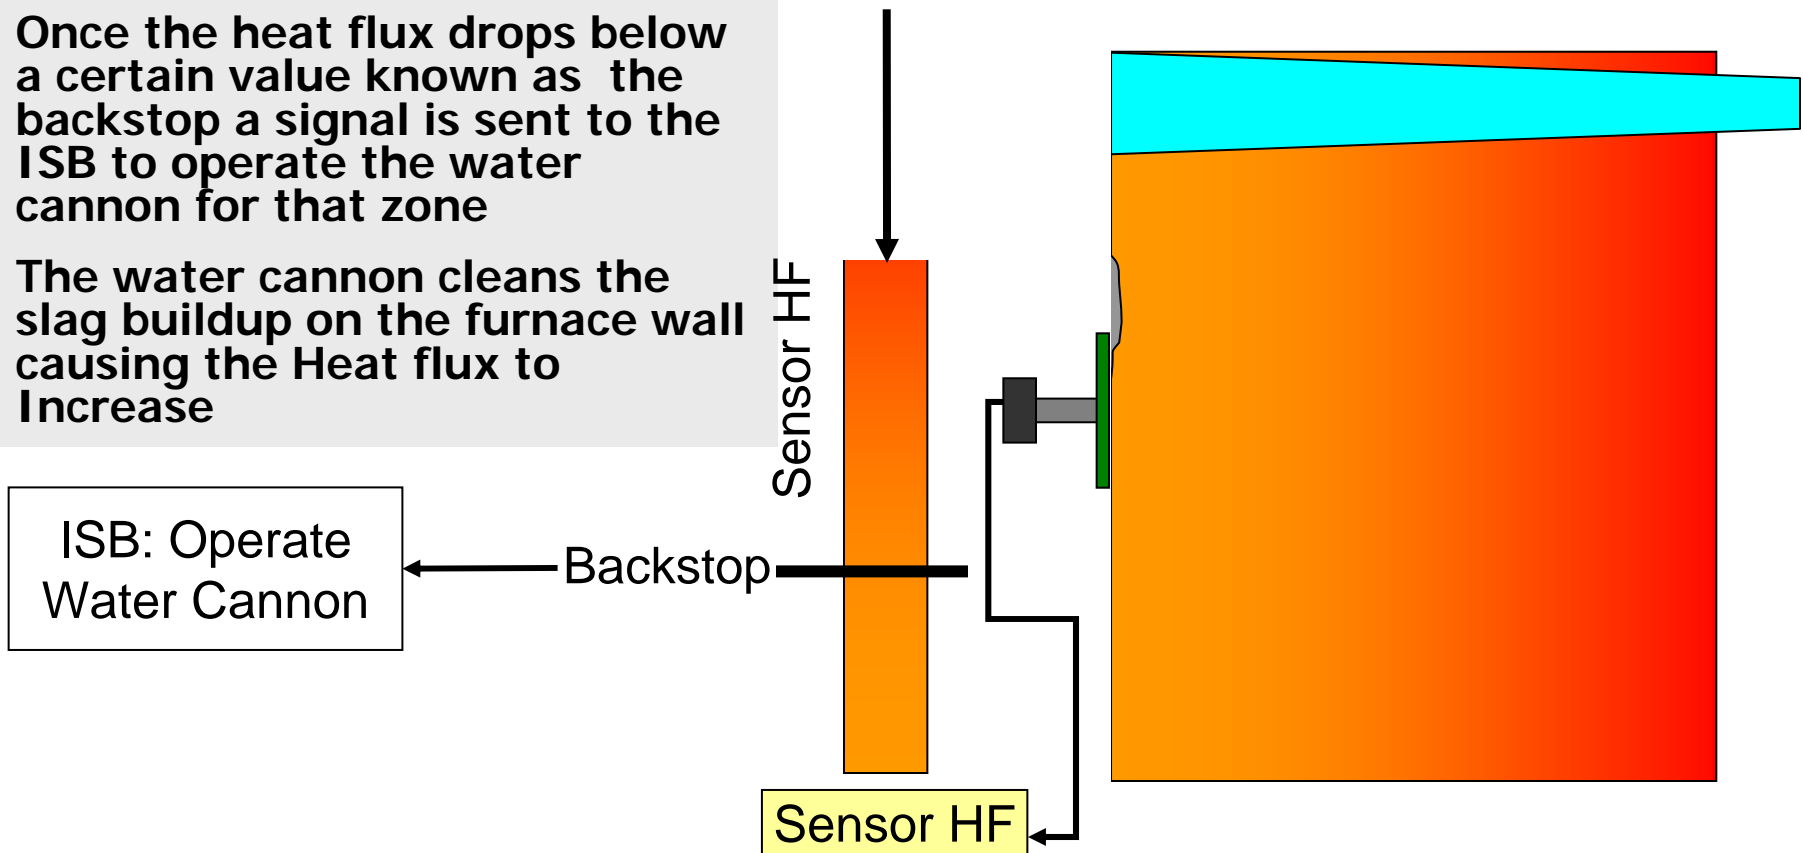 Once the heat flux drops below
a certain value known as the
backstop a signal is sent to the
ISB to operate the water
cannon for that zone
The water cannon cleans the
slag buildup on the furnace wall
causing the Heat flux to
Increase
Sensor HF
ISB: Operate
Water Cannon
Backstop
Sensor HF